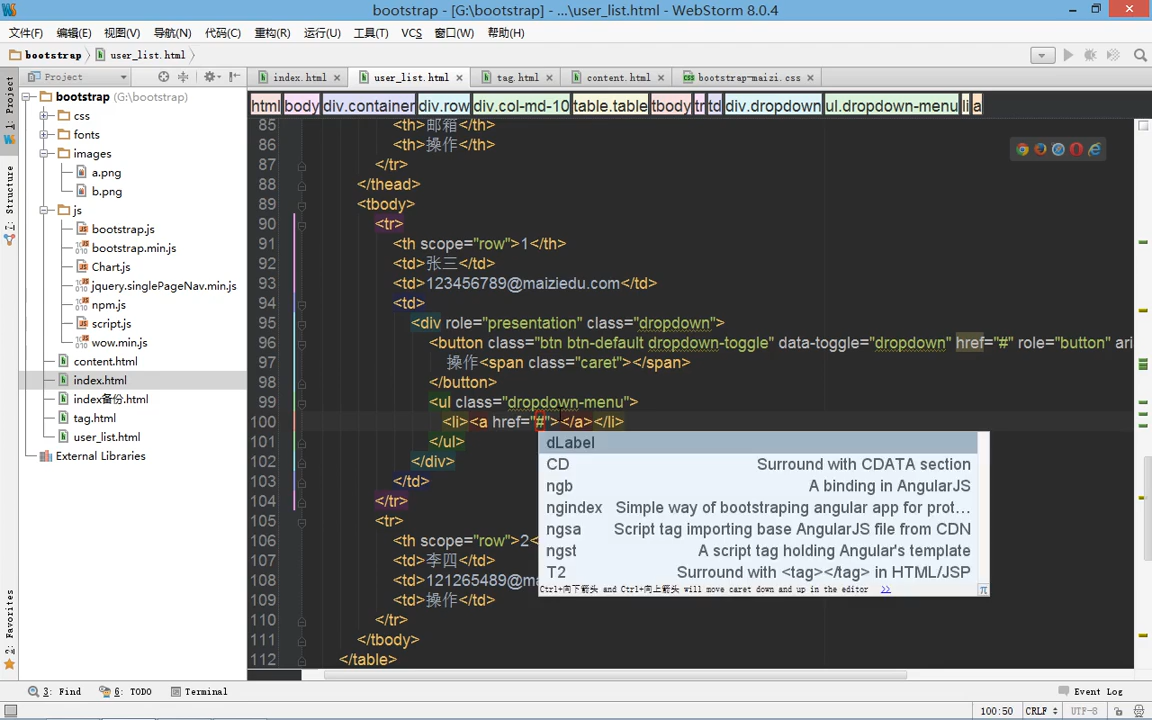 bootstrap - [G:\bootstrap] - ...\user_list.html - WebStorm 8.0.4
文件(F) 编辑(E) 视图(V) 导航(N) 代码(C) 重构(R) 运行(U) 工具(T) VCS 窗口(W) 帮助(H)
bootstrap user_list.html
Project index.html user_list.html tag.html content.html bootstrap-maizi.css
html body div.container div.row div.col-md-10 table.table tbody tr td div.dropdown ul.dropdown-menu li a
1: Project
7: Structure
2: Favorites
bootstrap (G:\bootstrap)
css
fonts
images
a.png
b.png
js
bootstrap.js
bootstrap.min.js
Chart.js
jquery.singlePageNav.min.js
npm.js
script.js
wow.min.js
content.html
index.html
index备份.html
tag.html
user_list.html
External Libraries
85 <th>邮箱</th>
86 <th>操作</th>
87 </tr>
88 </thead>
89 <tbody>
90 <tr>
91 <th scope="row">1</th>
92 <td>张三</td>
93 <td>123456789@maiziedu.com</td>
94 <td>
95 <div role="presentation" class="dropdown">
96 <button class="btn btn-default dropdown-toggle" data-toggle="dropdown" href="#" role="button" ari
97 操作<span class="caret"></span>
98 </button>
99 <ul class="dropdown-menu">
100 <li><a href="#"></a></li>
101 </ul>
102 </div>
103 </td>
104 </tr>
105 <tr>
106 <th scope="row">2<
107 <td>李四</td>
108 <td>121265489@ma
109 <td>操作</td>
110 </tr>
111 </tbody>
112 </table>
dLabel
CD Surround with CDATA section
ngb A binding in AngularJS
ngindex Simple way of bootstraping angular app for prot...
ngsa Script tag importing base AngularJS file from CDN
ngst A script tag holding Angular's template
T2 Surround with <tag></tag> in HTML/JSP
Ctrl+向下箭头 and Ctrl+向上箭头 will move caret down and up in the editor >> π
3: Find 6: TODO Terminal Event Log
100:50 CRLF UTF-8